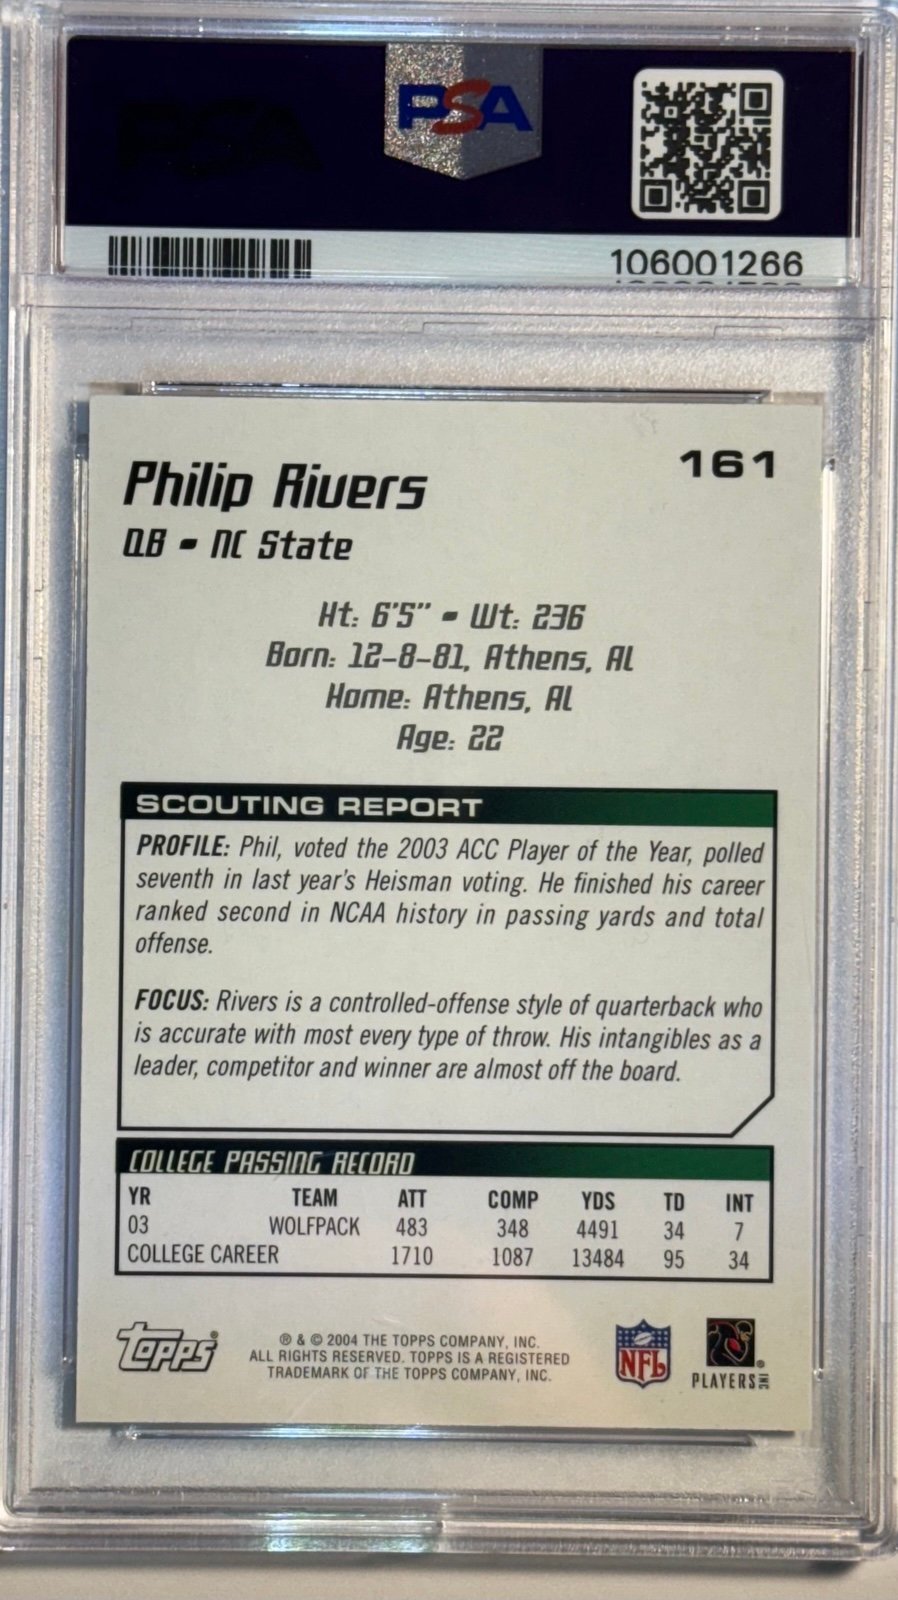 PSA
106001266
161
Philip Rivers
QB - NC State
Ht: 6'5" - Wt: 236
Born: 12-8-81, Athens, AL
Home: Athens, AL
Age: 22
SCOUTING REPORT
PROFILE: Phil, voted the 2003 ACC Player of the Year, polled
seventh in last year's Heisman voting. He finished his career
ranked second in NCAA history in passing yards and total
offense.
FOCUS: Rivers is a controlled-offense style of quarterback who
is accurate with most every type of throw. His intangibles as a
leader, competitor and winner are almost off the board.
COLLEGE PASSING RECORD
YR TEAM ATT COMP YDS TD INT
03 WOLFPACK 483 348 4491 34 7
COLLEGE CAREER 1710 1087 13484 95 34
Topps®
® & © 2004 THE TOPPS COMPANY, INC.
ALL RIGHTS RESERVED. TOPPS IS A REGISTERED
TRADEMARK OF THE TOPPS COMPANY, INC.
NFL
PLAYERS INC ®